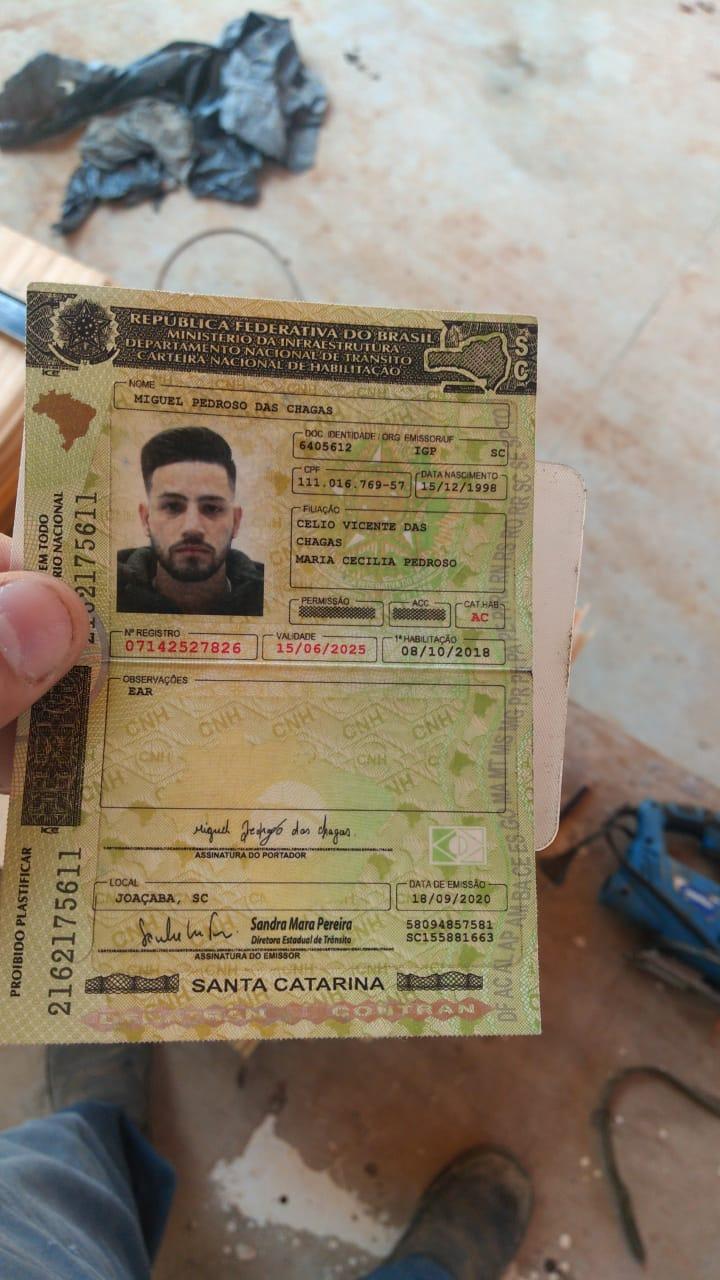 REPÚBLICA FEDERATIVA DO BRASIL
MINISTÉRIO DA INFRAESTRUTURA
DEPARTAMENTO NACIONAL DE TRÂNSITO
CARTEIRA NACIONAL DE HABILITAÇÃO
SC
NOME
MIGUEL PEDROSO DAS CHAGAS
DOC. IDENTIDADE / ORG. EMISSOR/UF
6405612 IGP SC
CPF
111.016.769-57
DATA NASCIMENTO
15/12/1998
FILIAÇÃO
CELIO VICENTE DAS
CHAGAS
MARIA CECILIA PEDROSO
PERMISSÃO
ACC
CAT. HAB.
AC
Nº REGISTRO
07142527826
VALIDADE
15/06/2025
1ª HABILITAÇÃO
08/10/2018
OBSERVAÇÕES
EAR
Miguel Pedroso das Chagas
ASSINATURA DO PORTADOR
LOCAL
JOAÇABA, SC
DATA DE EMISSÃO
18/09/2020
Sandra Mara Pereira
Diretora Estadual de Trânsito
ASSINATURA DO EMISSOR
58094857581
SC155881663
SANTA CATARINA
DENATRAN CONTRAN
EM TODO
NACIONAL
2162175611
PROIBIDO PLASTIFICAR
2162175611